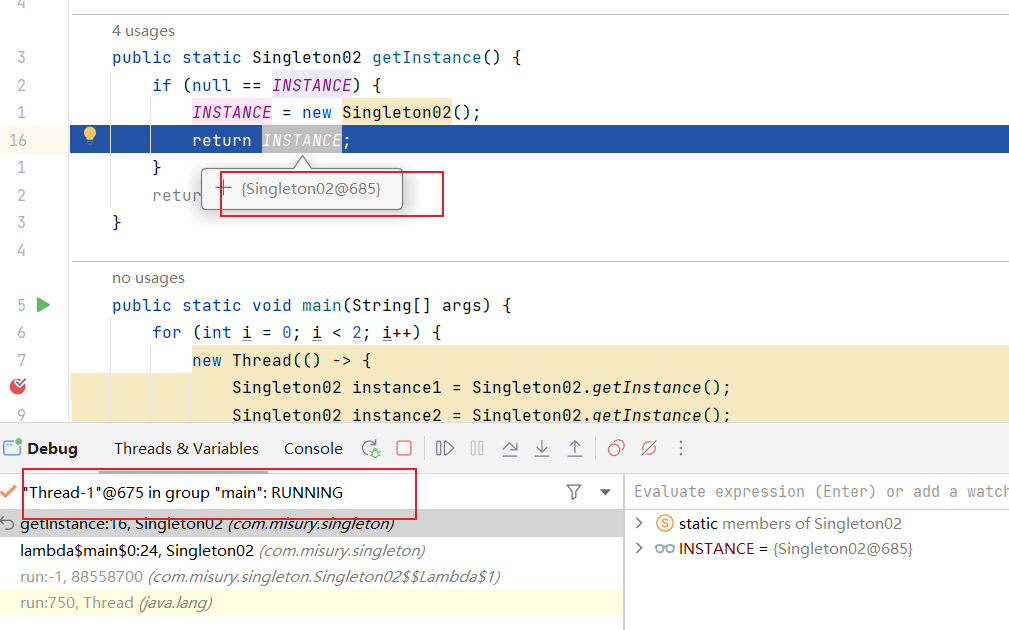 4
4 usages
3 public static Singleton02 getInstance() {
2 if (null == INSTANCE) {
1 INSTANCE = new Singleton02();
16 return INSTANCE;
1 }
2 retur
{Singleton02@685}
3 }
4
no usages
5 public static void main(String[] args) {
6 for (int i = 0; i < 2; i++) {
7 new Thread(() -> {
Singleton02 instance1 = Singleton02.getInstance();
9 Singleton02 instance2 = Singleton02.getInstance();
Debug Threads & Variables Console
"Thread-1"@675 in group "main": RUNNING
Evaluate expression (Enter) or add a watch
getInstance:16, Singleton02 (com.misury.singleton)
lambda$main$0:24, Singleton02 (com.misury.singleton)
run:-1, 88558700 (com.misury.singleton.Singleton02$$Lambda$1)
run:750, Thread (java.lang)
S static members of Singleton02
INSTANCE = {Singleton02@685}